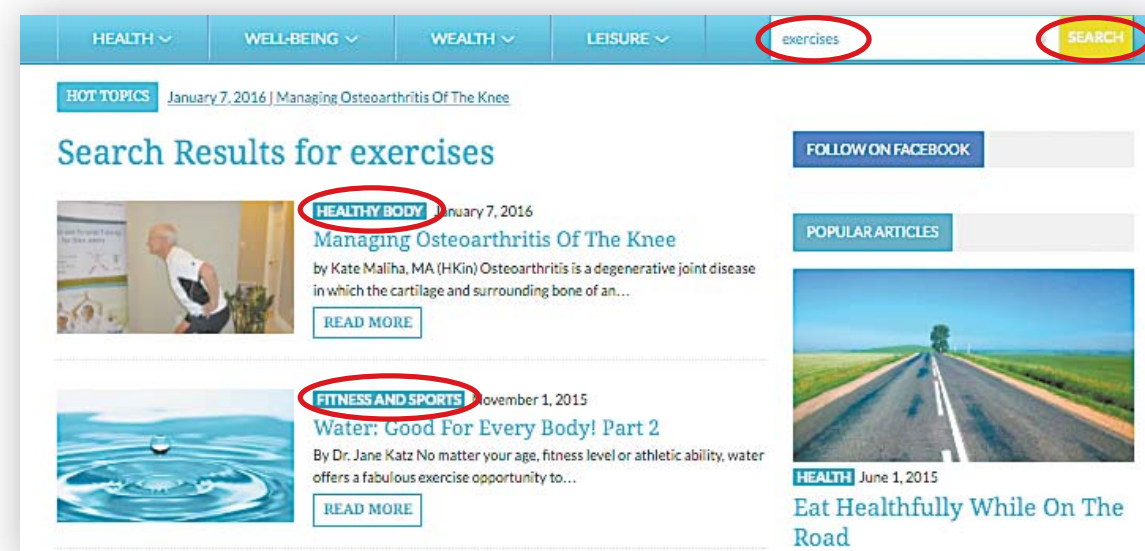 HEALTH WELL-BEING WEALTH LEISURE exercises SEARCH
HOT TOPICS January 7, 2016 | Managing Osteoarthritis Of The Knee
Search Results for exercises
HEALTHY BODY January 7, 2016
Managing Osteoarthritis Of The Knee
by Kate Maliha, MA (HKin) Osteoarthritis is a degenerative joint disease
in which the cartilage and surrounding bone of an...
READ MORE
FITNESS AND SPORTS November 1, 2015
Water: Good For Every Body! Part 2
By Dr. Jane Katz No matter your age, fitness level or athletic ability, water
offers a fabulous exercise opportunity to...
READ MORE
FOLLOW ON FACEBOOK
POPULAR ARTICLES
HEALTH June 1, 2015
Eat Healthfully While On The
Road